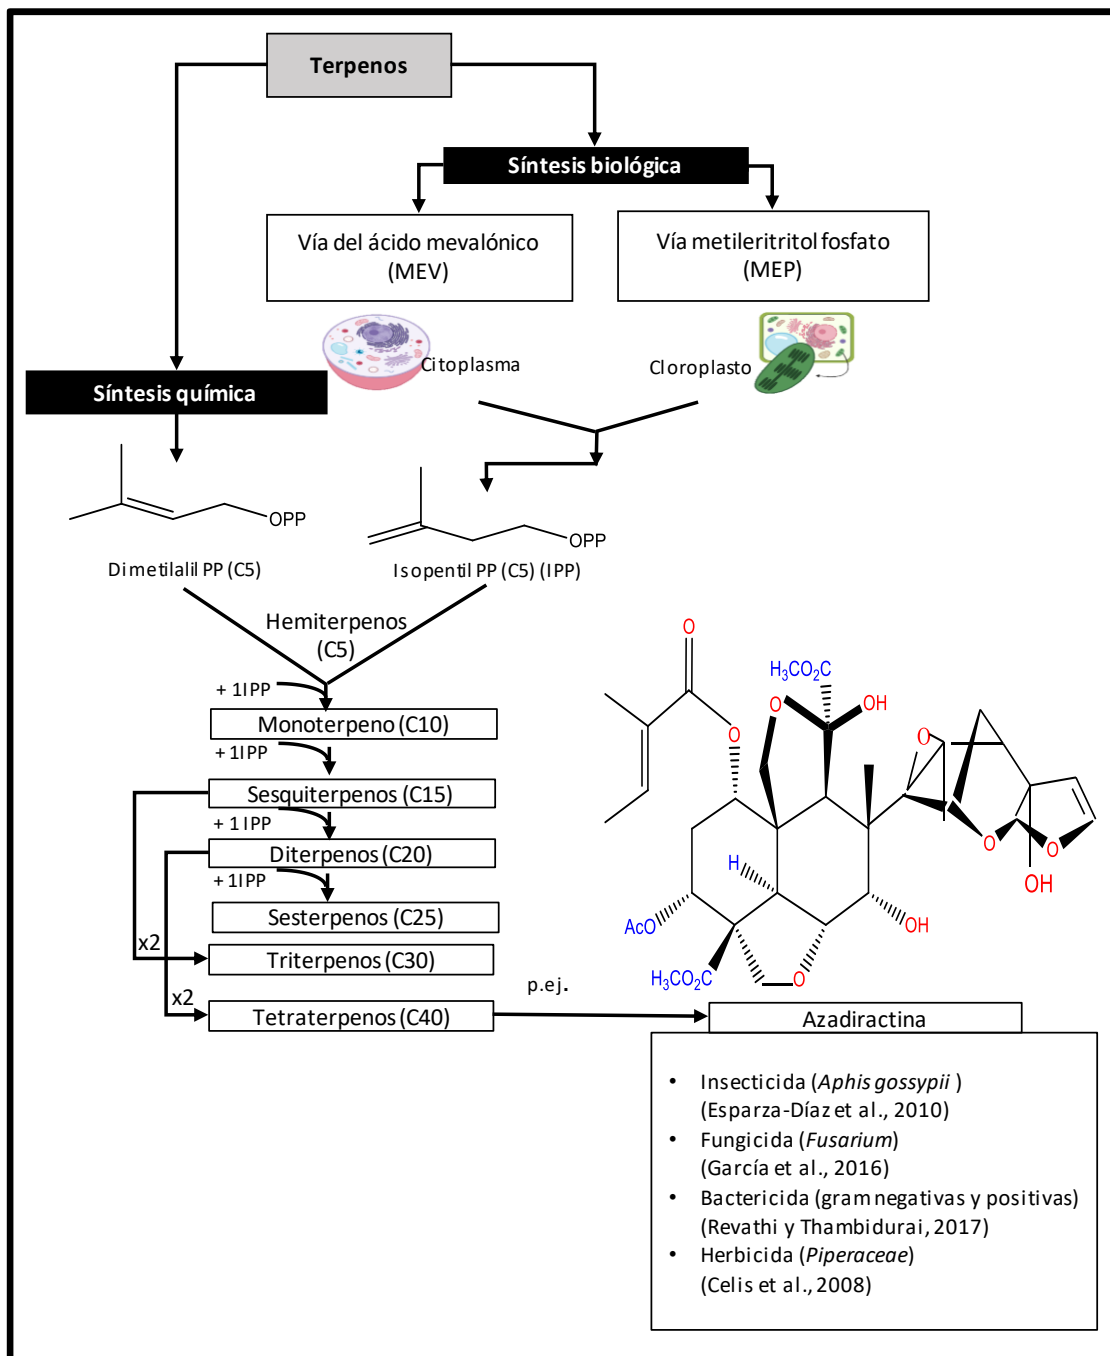 Terpenos
Síntesis biológica
Vía del ácido mevalónico
(MEV)
Vía metileritritol fosfato
(MEP)
Citoplasma
Cloroplasto
Síntesis química
OPP
OPP
Dimetilalil PP (C5)
Isopentil PP (C5) (IPP)
Hemiterpenos
(C5)
+ 1IPP
Monoterpeno (C10)
+ 1IPP
Sesquiterpenos (C15)
+ 1 IPP
Diterpenos (C20)
+ 1IPP
Sesterpenos (C25)
x2
Triterpenos (C30)
x2
Tetraterpenos (C40)
p.ej.
O
H₃CO₂C
O
OH
O
O
H
O
O
OH
AcO
OH
H₃CO₂C
O
Azadiractina
• Insecticida (Aphis gossypii )
(Esparza-Díaz et al., 2010)
• Fungicida (Fusarium)
(García et al., 2016)
• Bactericida (gram negativas y positivas)
(Revathi y Thambidurai, 2017)
• Herbicida (Piperaceae)
(Celis et al., 2008)